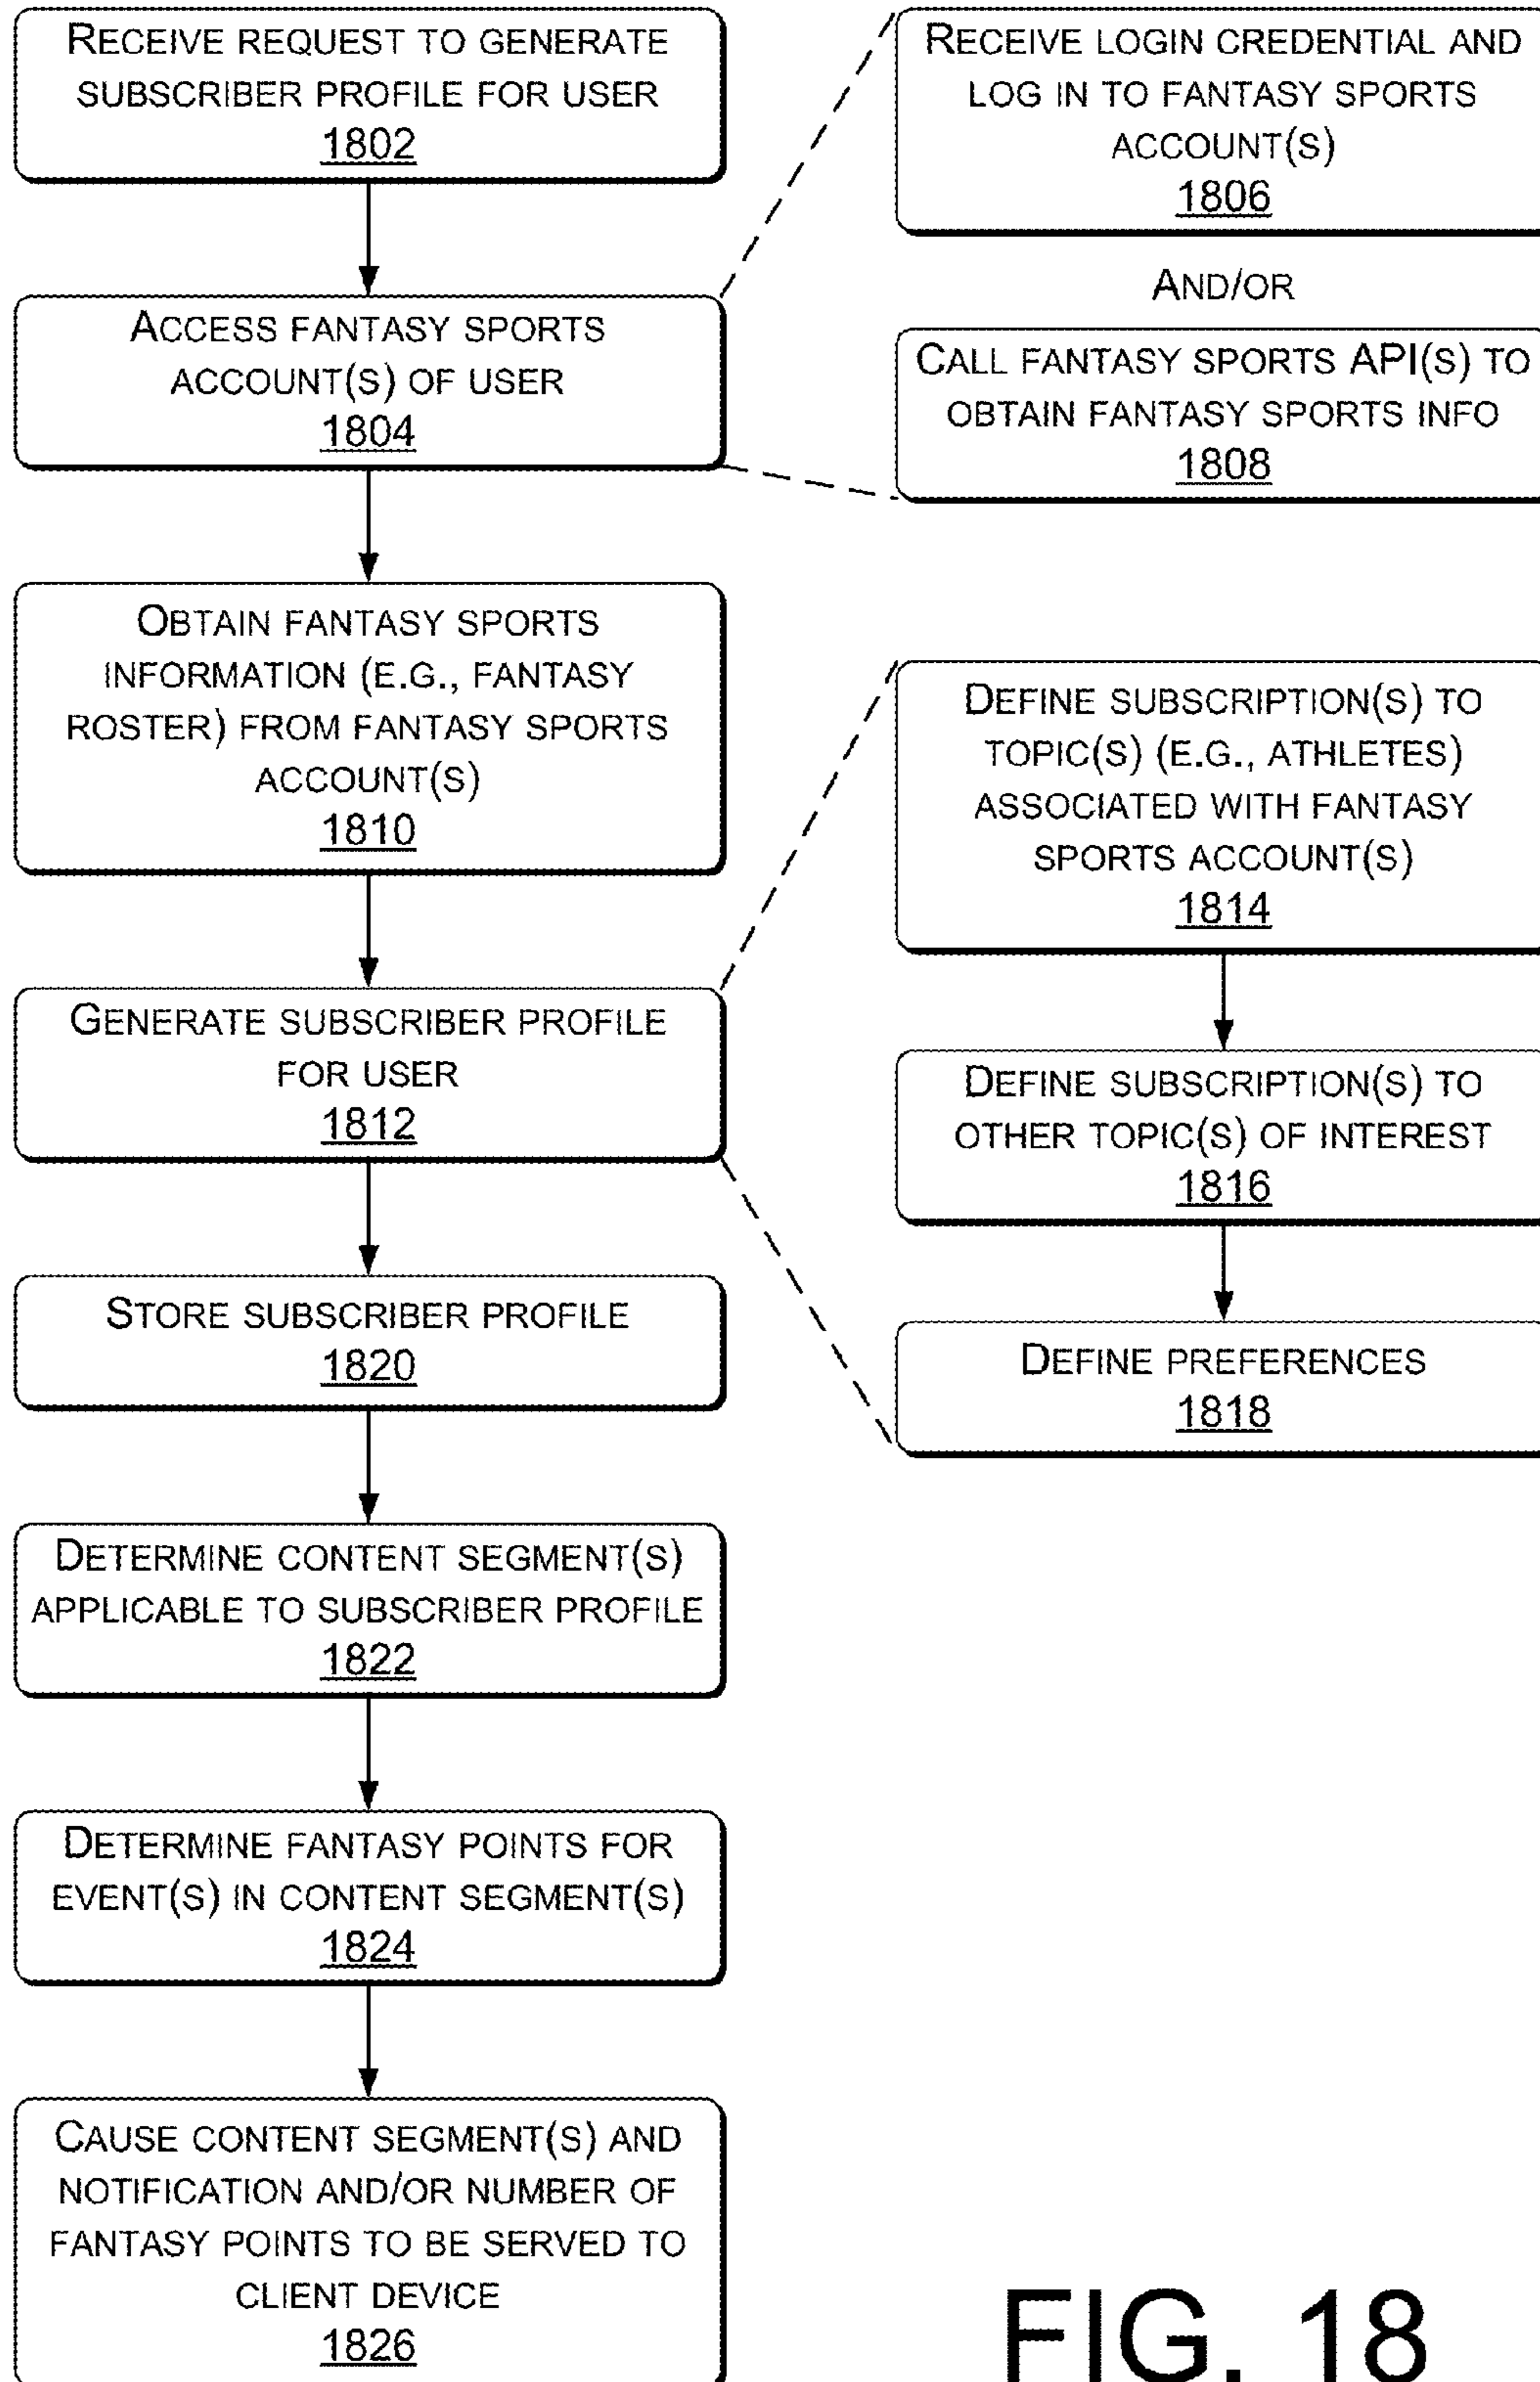 RECEIVE REQUEST TO GENERATE
SUBSCRIBER PROFILE FOR USER
1802
ACCESS FANTASY SPORTS
ACCOUNT(S) OF USER
1804
RECEIVE LOGIN CREDENTIAL AND
LOG IN TO FANTASY SPORTS
ACCOUNT(S)
1806
AND/OR
CALL FANTASY SPORTS API(S) TO
OBTAIN FANTASY SPORTS INFO
1808
OBTAIN FANTASY SPORTS
INFORMATION (E.G., FANTASY
ROSTER) FROM FANTASY SPORTS
ACCOUNT(S)
1810
GENERATE SUBSCRIBER PROFILE
FOR USER
1812
DEFINE SUBSCRIPTION(S) TO
TOPIC(S) (E.G., ATHLETES)
ASSOCIATED WITH FANTASY
SPORTS ACCOUNT(S)
1814
DEFINE SUBSCRIPTION(S) TO
OTHER TOPIC(S) OF INTEREST
1816
DEFINE PREFERENCES
1818
STORE SUBSCRIBER PROFILE
1820
DETERMINE CONTENT SEGMENT(S)
APPLICABLE TO SUBSCRIBER PROFILE
1822
DETERMINE FANTASY POINTS FOR
EVENT(S) IN CONTENT SEGMENT(S)
1824
CAUSE CONTENT SEGMENT(S) AND
NOTIFICATION AND/OR NUMBER OF
FANTASY POINTS TO BE SERVED TO
CLIENT DEVICE
1826
FIG. 18